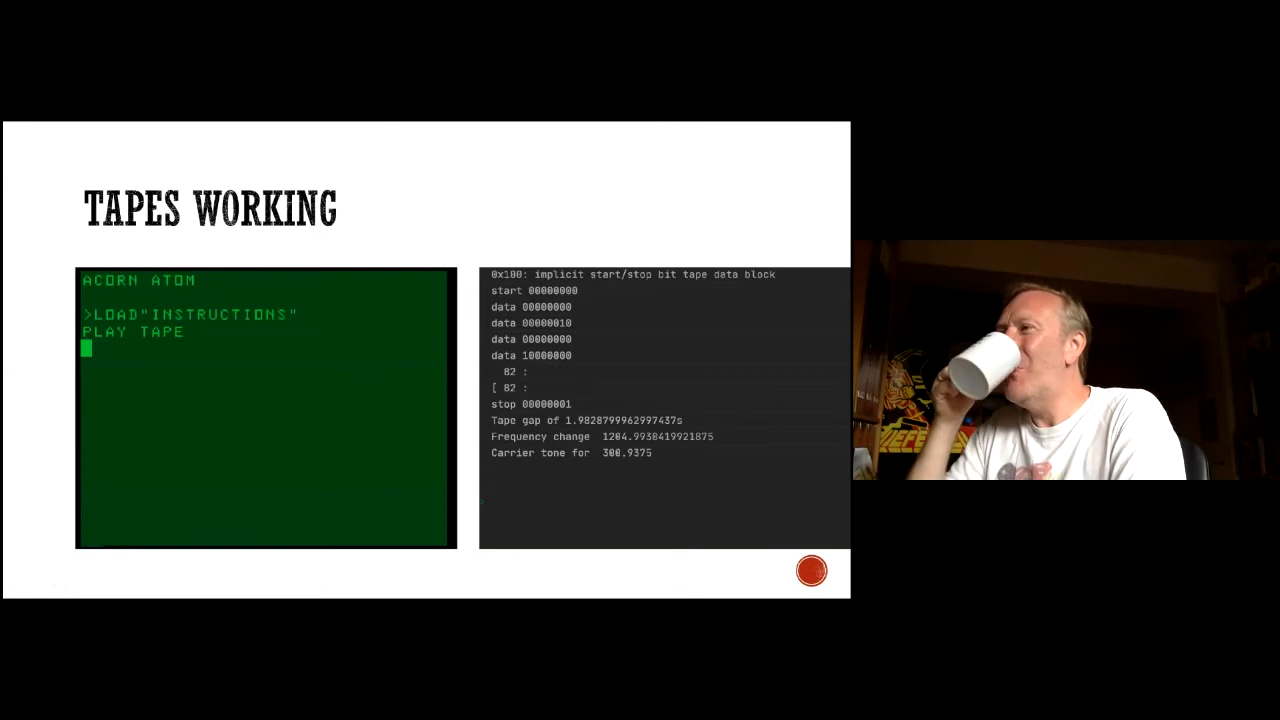 TAPES WORKING
ACORN ATOM
>LOAD"INSTRUCTIONS"
PLAY TAPE
0x100: implicit start/stop bit tape data block
start 00000000
data 00000000
data 00000010
data 00000000
data 10000000
82 :
[ 82 :
stop 00000001
Tape gap of 1.9828799962997437s
Frequency change 1204.9930419921875
Carrier tone for 300.9375
>
DEFENDER